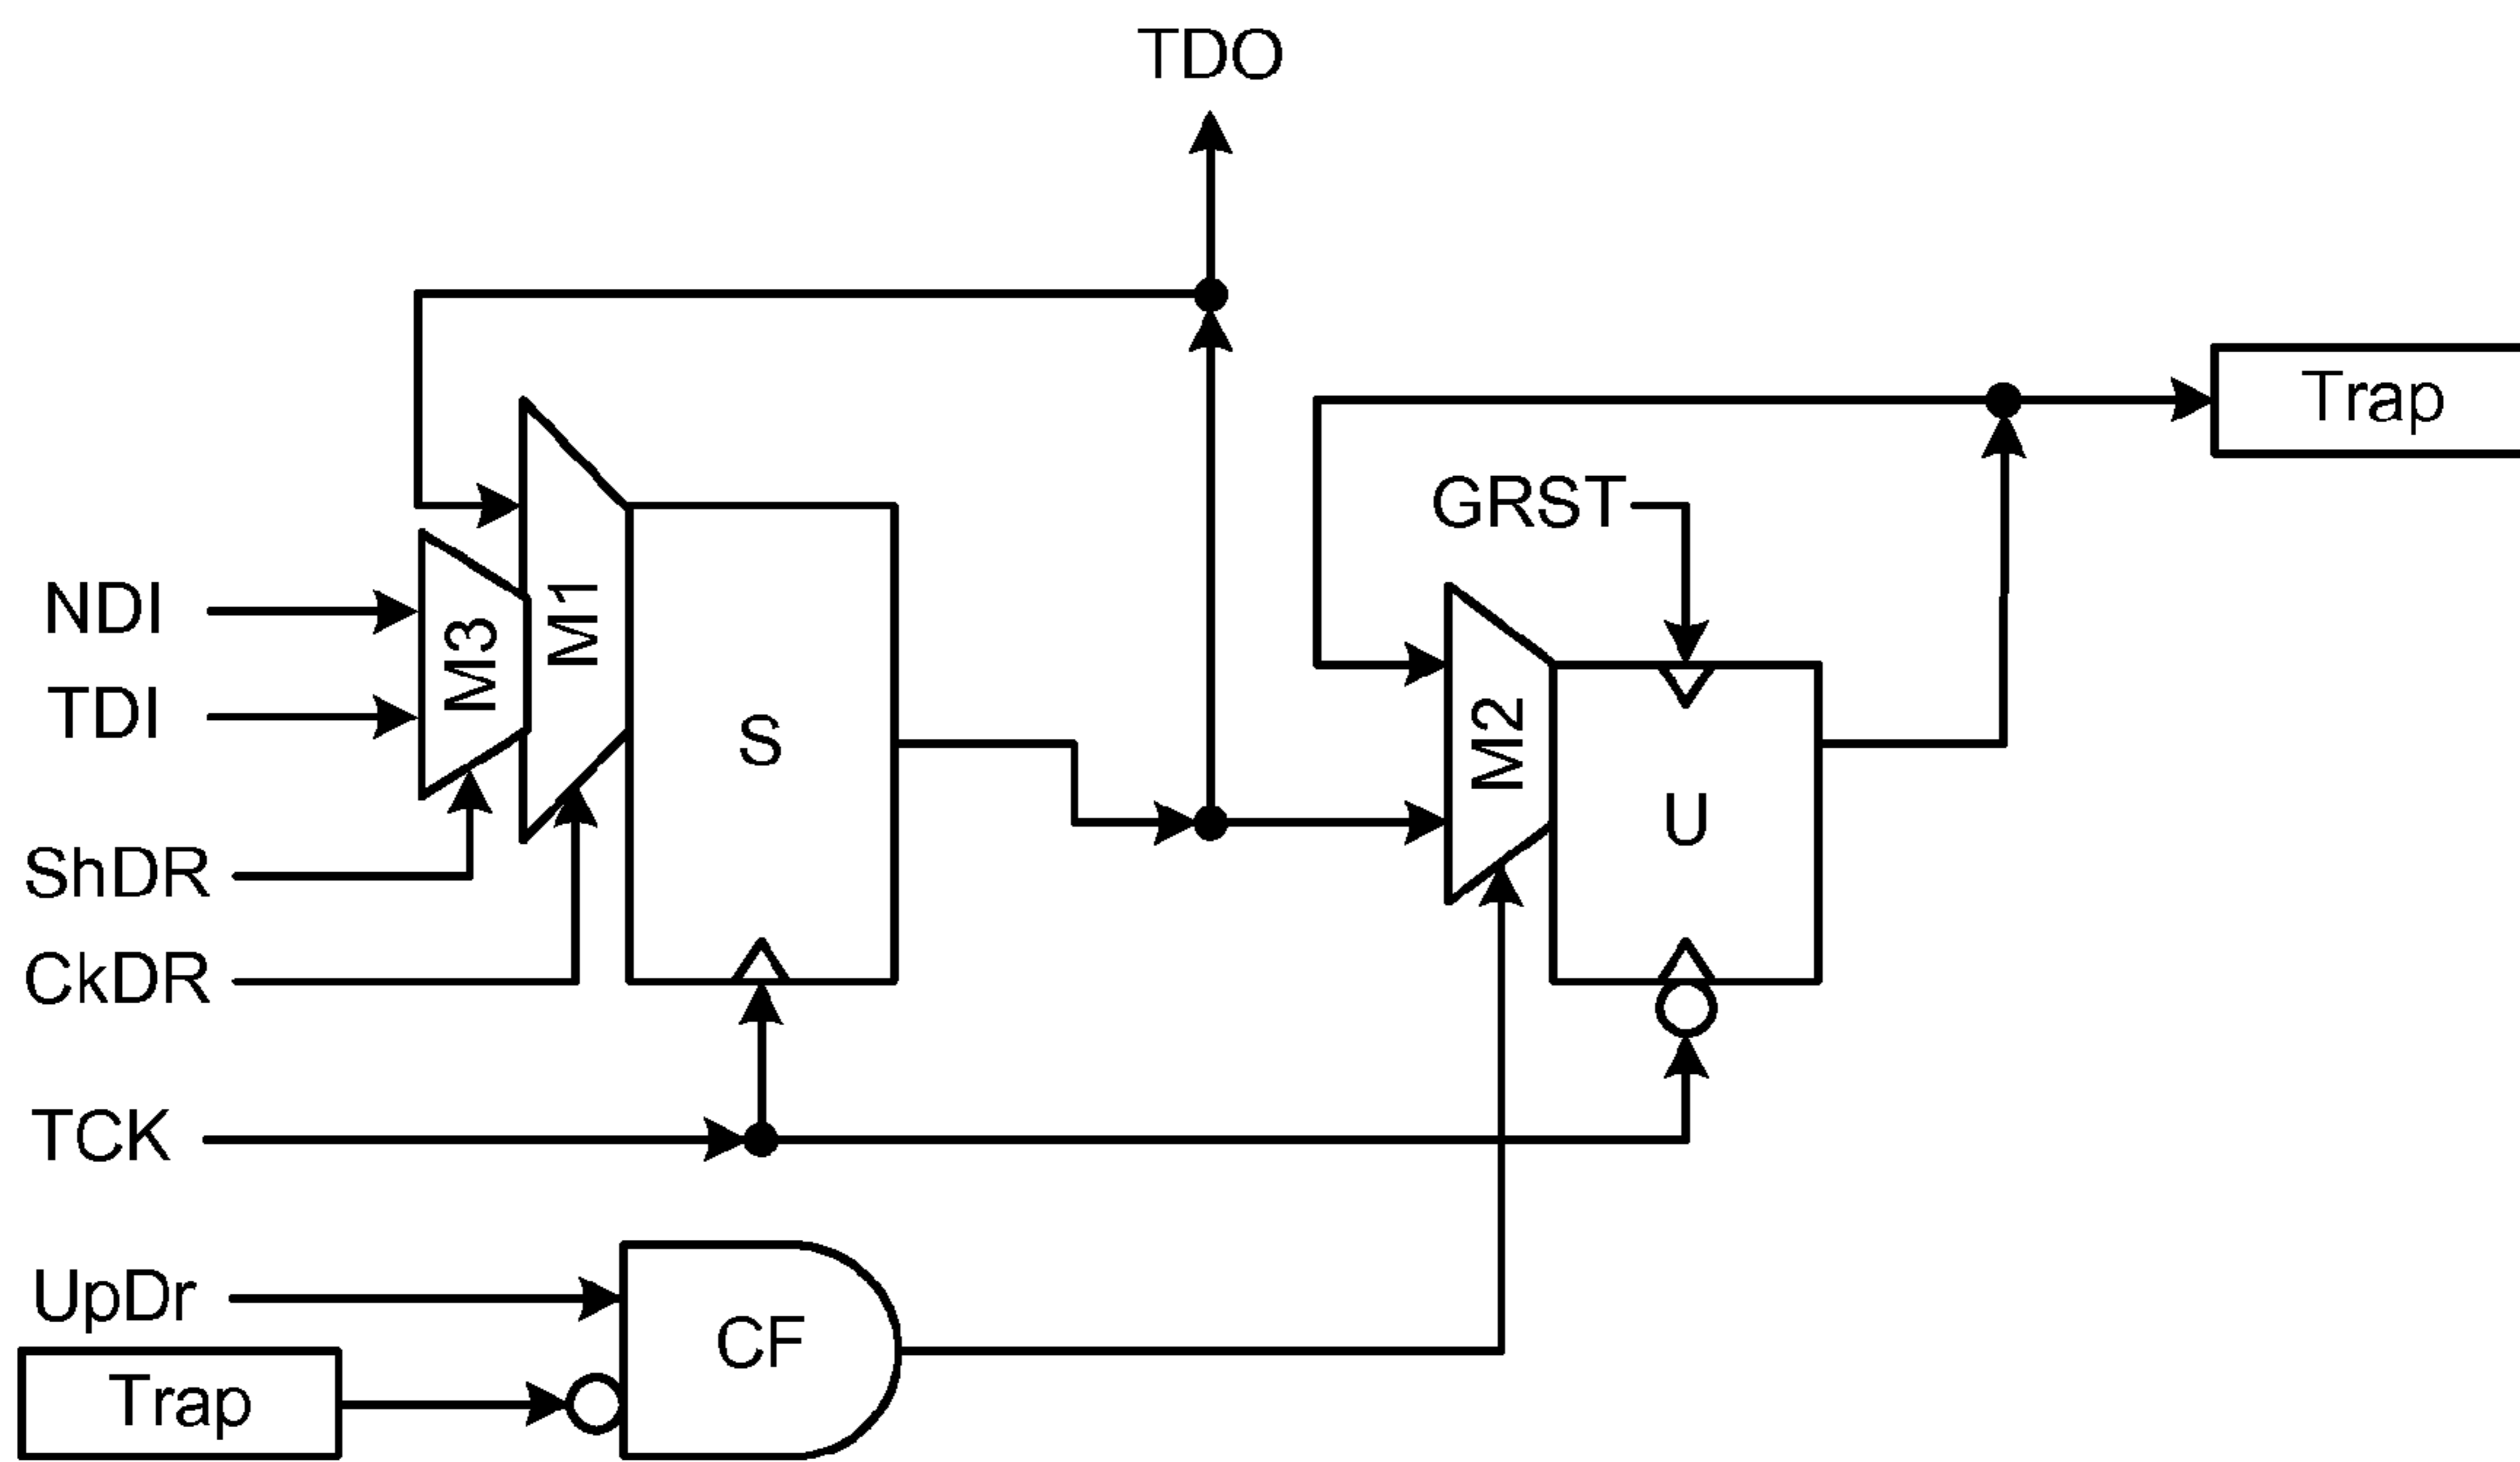 TDO
Trap
GRST
NDI
TDI
M3
M1
S
M2
U
ShDR
CkDR
TCK
UpDr
CF
Trap